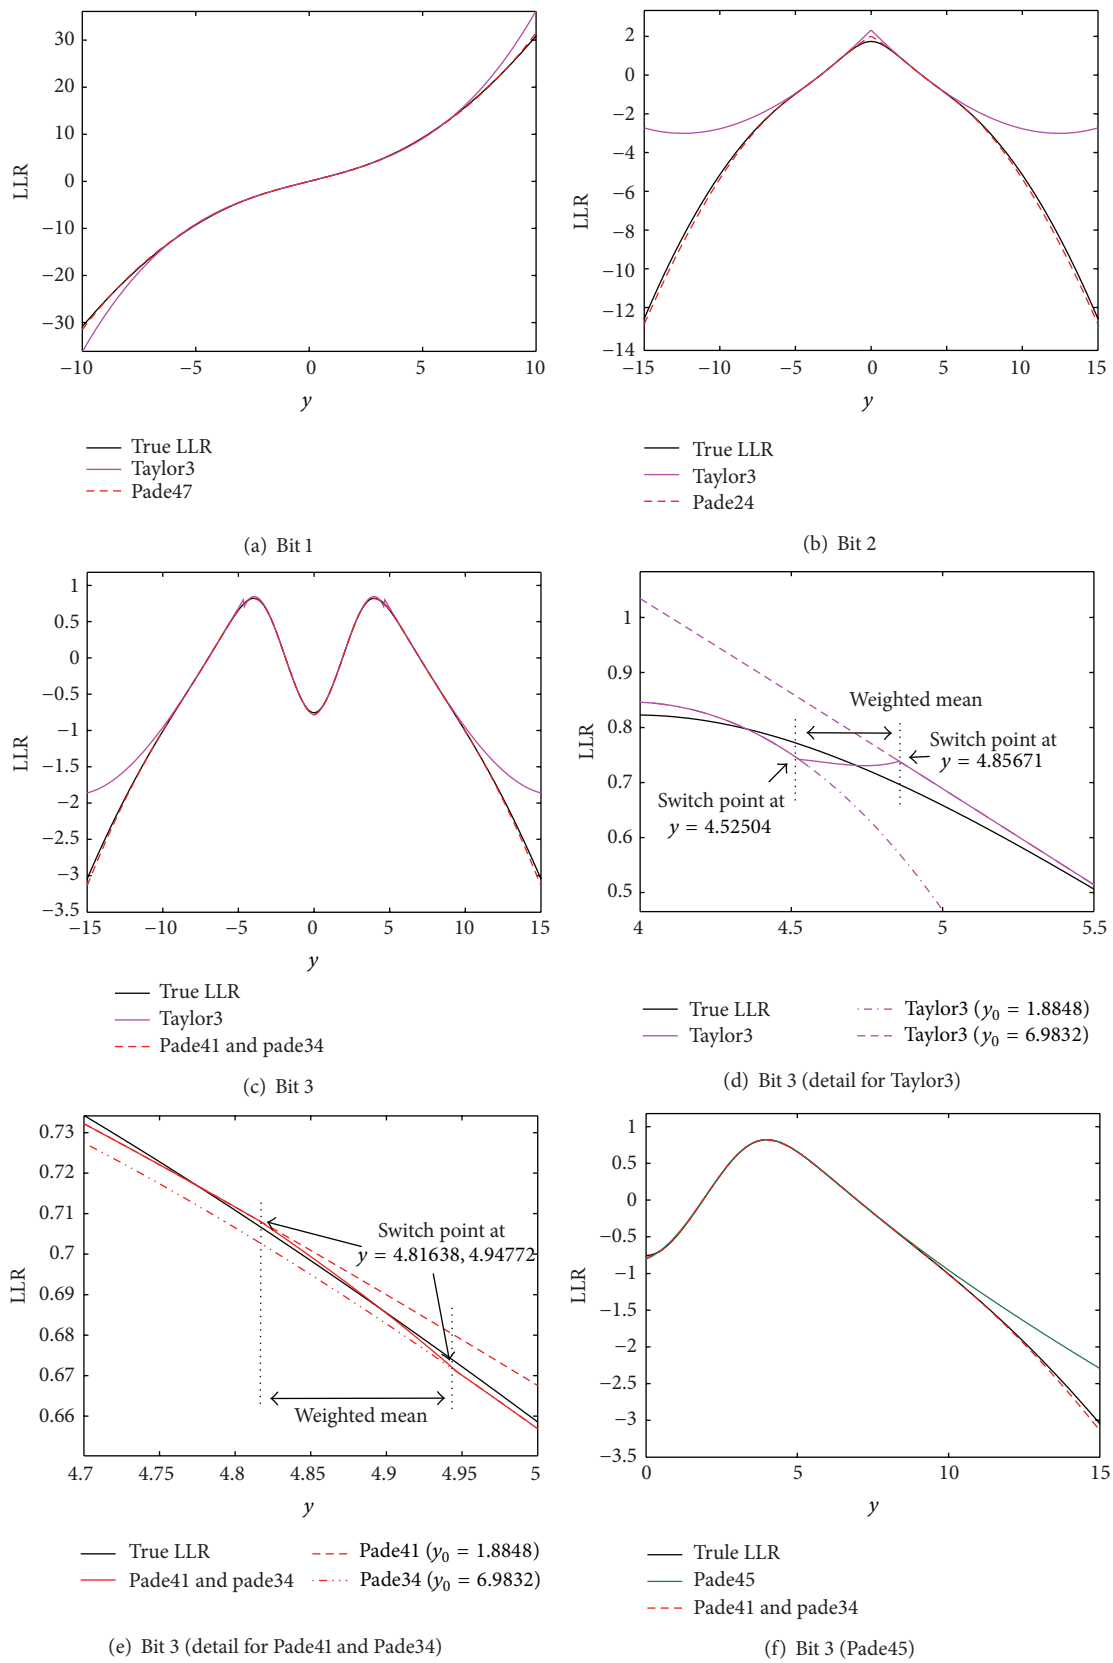 30
20
10
0
−10
−20
−30
LLR
−10
−5
0
5
10
y
True LLR
Taylor3
Pade47
(a) Bit 1
2
0
−2
−4
−6
−8
−10
−12
−14
LLR
−15
−10
−5
0
5
10
15
y
True LLR
Taylor3
Pade24
(b) Bit 2
1
0.5
0
−0.5
−1
−1.5
−2
−2.5
−3
−3.5
LLR
−15
−10
−5
0
5
10
15
y
True LLR
Taylor3
Pade41 and pade34
(c) Bit 3
1
0.9
0.8
0.7
0.6
0.5
LLR
Weighted mean
Switch point at
y = 4.85671
Switch point at
y = 4.52504
4
4.5
5
5.5
True LLR
Taylor3
Taylor3 (y₀ = 1.8848)
Taylor3 (y₀ = 6.9832)
(d) Bit 3 (detail for Taylor3)
0.73
0.72
0.71
0.7
0.69
0.68
0.67
0.66
LLR
Switch point at
y = 4.81638, 4.94772
Weighted mean
4.7
4.75
4.8
4.85
4.9
4.95
5
y
True LLR
Pade41 and pade34
Pade41 (y₀ = 1.8848)
Pade34 (y₀ = 6.9832)
(e) Bit 3 (detail for Pade41 and Pade34)
1
0.5
0
−0.5
−1
−1.5
−2
−2.5
−3
−3.5
LLR
0
5
10
15
y
Trule LLR
Pade45
Pade41 and pade34
(f) Bit 3 (Pade45)